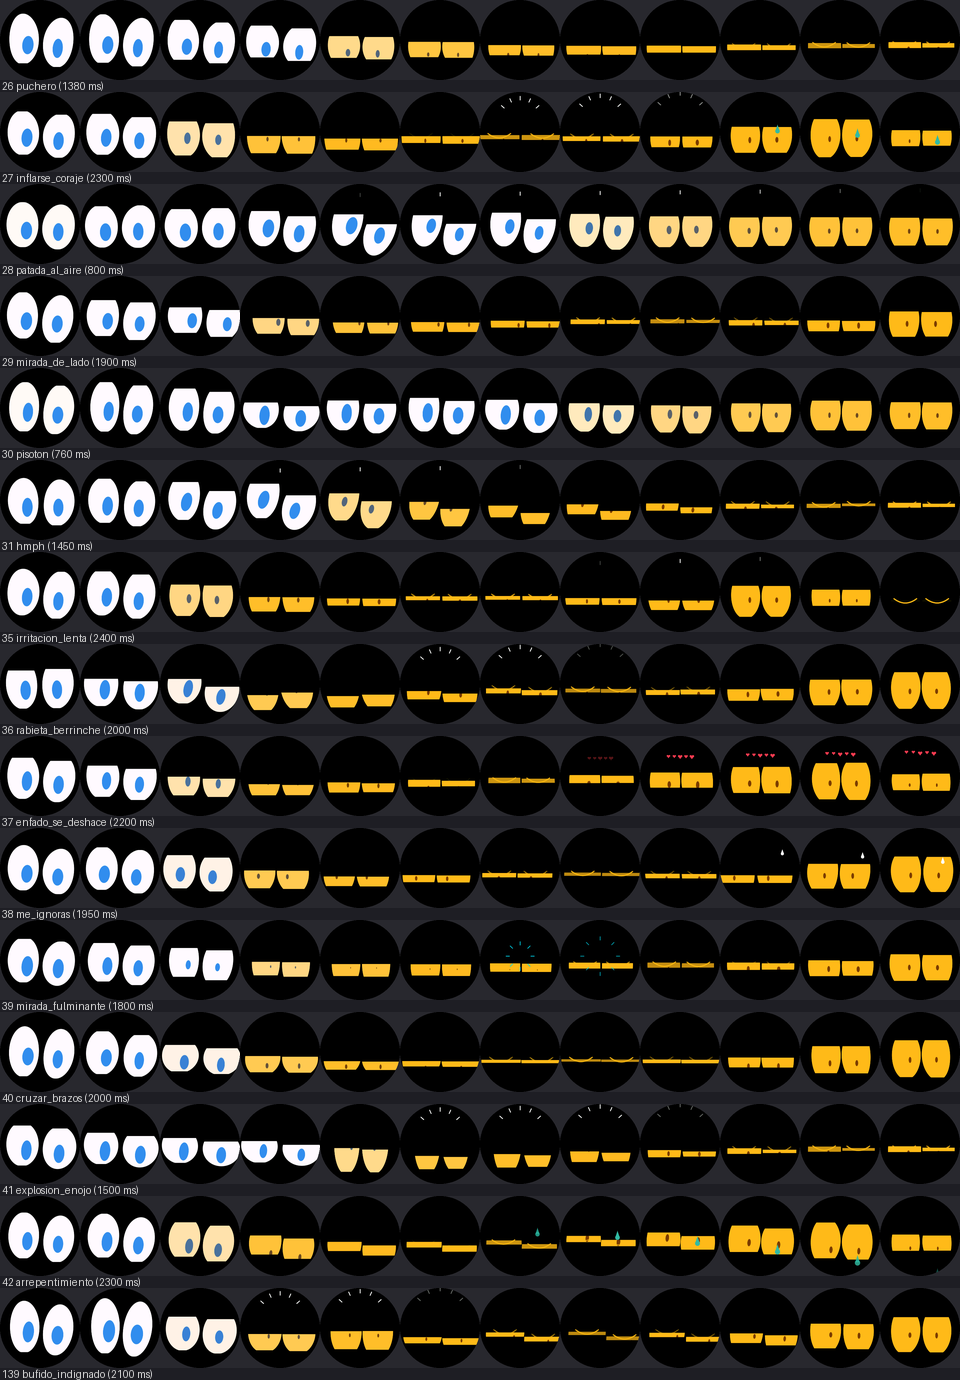 26 puchero (1380 ms)
27 inflarse_coraje (2300 ms)
28 patada_al_aire (800 ms)
29 mirada_de_lado (1900 ms)
30 pisoton (760 ms)
31 hmph (1450 ms)
35 irritacion_lenta (2400 ms)
36 rabieta_berrinche (2000 ms)
37 enfado_se_deshace (2200 ms)
38 me_ignoras (1950 ms)
39 mirada_fulminante (1800 ms)
40 cruzar_brazos (2000 ms)
41 explosion_enojo (1500 ms)
42 arrepentimiento (2300 ms)
139 bufido_indignado (2100 ms)